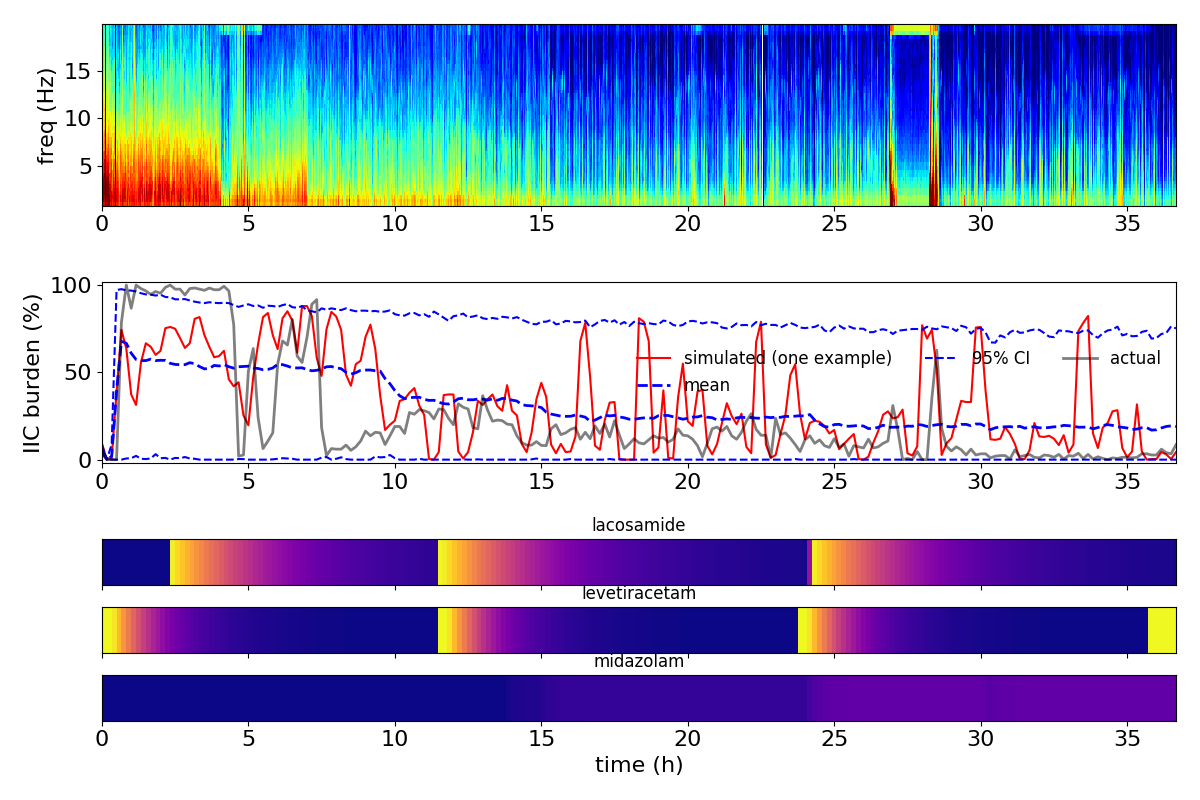 freq (Hz)
15
10
5
0 5 10 15 20 25 30 35
IIC burden (%)
100
50
0
simulated (one example) 95% CI actual
mean
0 5 10 15 20 25 30 35
lacosamide
levetiracetam
midazolam
0 5 10 15 20 25 30 35
time (h)